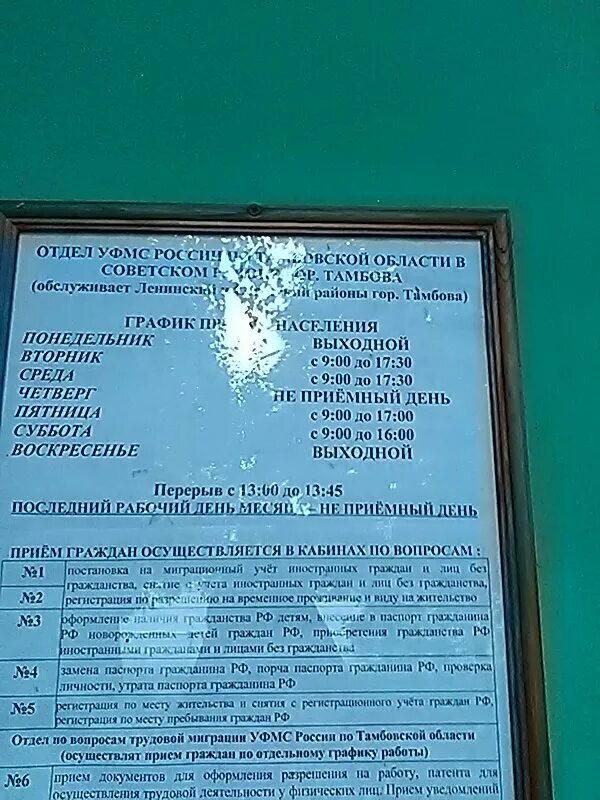 ОТДЕЛ УФМС РОССИИ ПО ТАМБОВСКОЙ ОБЛАСТИ В
СОВЕТСКОМ ГОР. ТАМБОВА
(обслуживает Ленинский и районы гор. Тамбова)
ГРАФИК НАСЕЛЕНИЯ
ПОНЕДЕЛЬНИК ВЫХОДНОЙ
ВТОРНИК с 9:00 до 17:30
СРЕДА с 9:00 до 17:30
ЧЕТВЕРГ НЕ ПРИЁМНЫЙ ДЕНЬ
ПЯТНИЦА с 9:00 до 17:00
СУББОТА с 9:00 до 16:00
ВОСКРЕСЕНЬЕ ВЫХОДНОЙ
Перерыв с 13:00 до 13:45
ПОСЛЕДНИЙ РАБОЧИЙ ДЕНЬ МЕСЯЦА – НЕ ПРИЁМНЫЙ ДЕНЬ
ПРИЁМ ГРАЖДАН ОСУЩЕСТВЛЯЕТСЯ В КАБИНАХ ПО ВОПРОСАМ :
№1 постановка на миграционный учёт иностранных граждан и лиц без
гражданства, снятие с учета иностранных граждан и лиц без гражданства,
№2 регистрация по разрешению на временное проживание и виду на жительство
№3 оформление наличия гражданства РФ детям, внесение в паспорт гражданина
РФ новорожденных детей граждан РФ, приобретения гражданства РФ
иностранными гражданами и лицами без гражданства
№4 замена паспорта гражданина РФ, порча паспорта гражданина РФ, проверка
личности, утрата паспорта гражданина РФ
№5 регистрация по месту жительства и снятия с регистрационного учёта граждан РФ,
регистрация по месту пребывания граждан РФ
Отдел по вопросам трудовой миграции УФМС России по Тамбовской области
(осуществляет прием граждан по отдельному графику работы)
№6 прием документов для оформления разрешения на работу, патента для
осуществления трудовой деятельности у физических лиц. Прием уведомлений